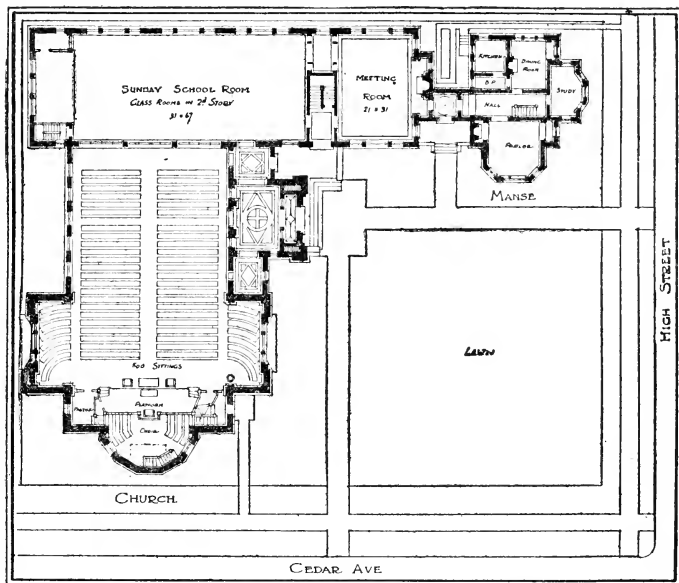 SUNDAY SCHOOL ROOM
CLASS ROOMS IN 2d STORY
31 × 67
MEETING
ROOM
21 × 31
KITCHEN
DINING
ROOM
B.P.
HALL
STUDY
PARLOR
MANSE
HIGH STREET
LAWN
600 SITTINGS
PLATFORM
PASTOR
CHOIR
CHURCH
CEDAR AVE